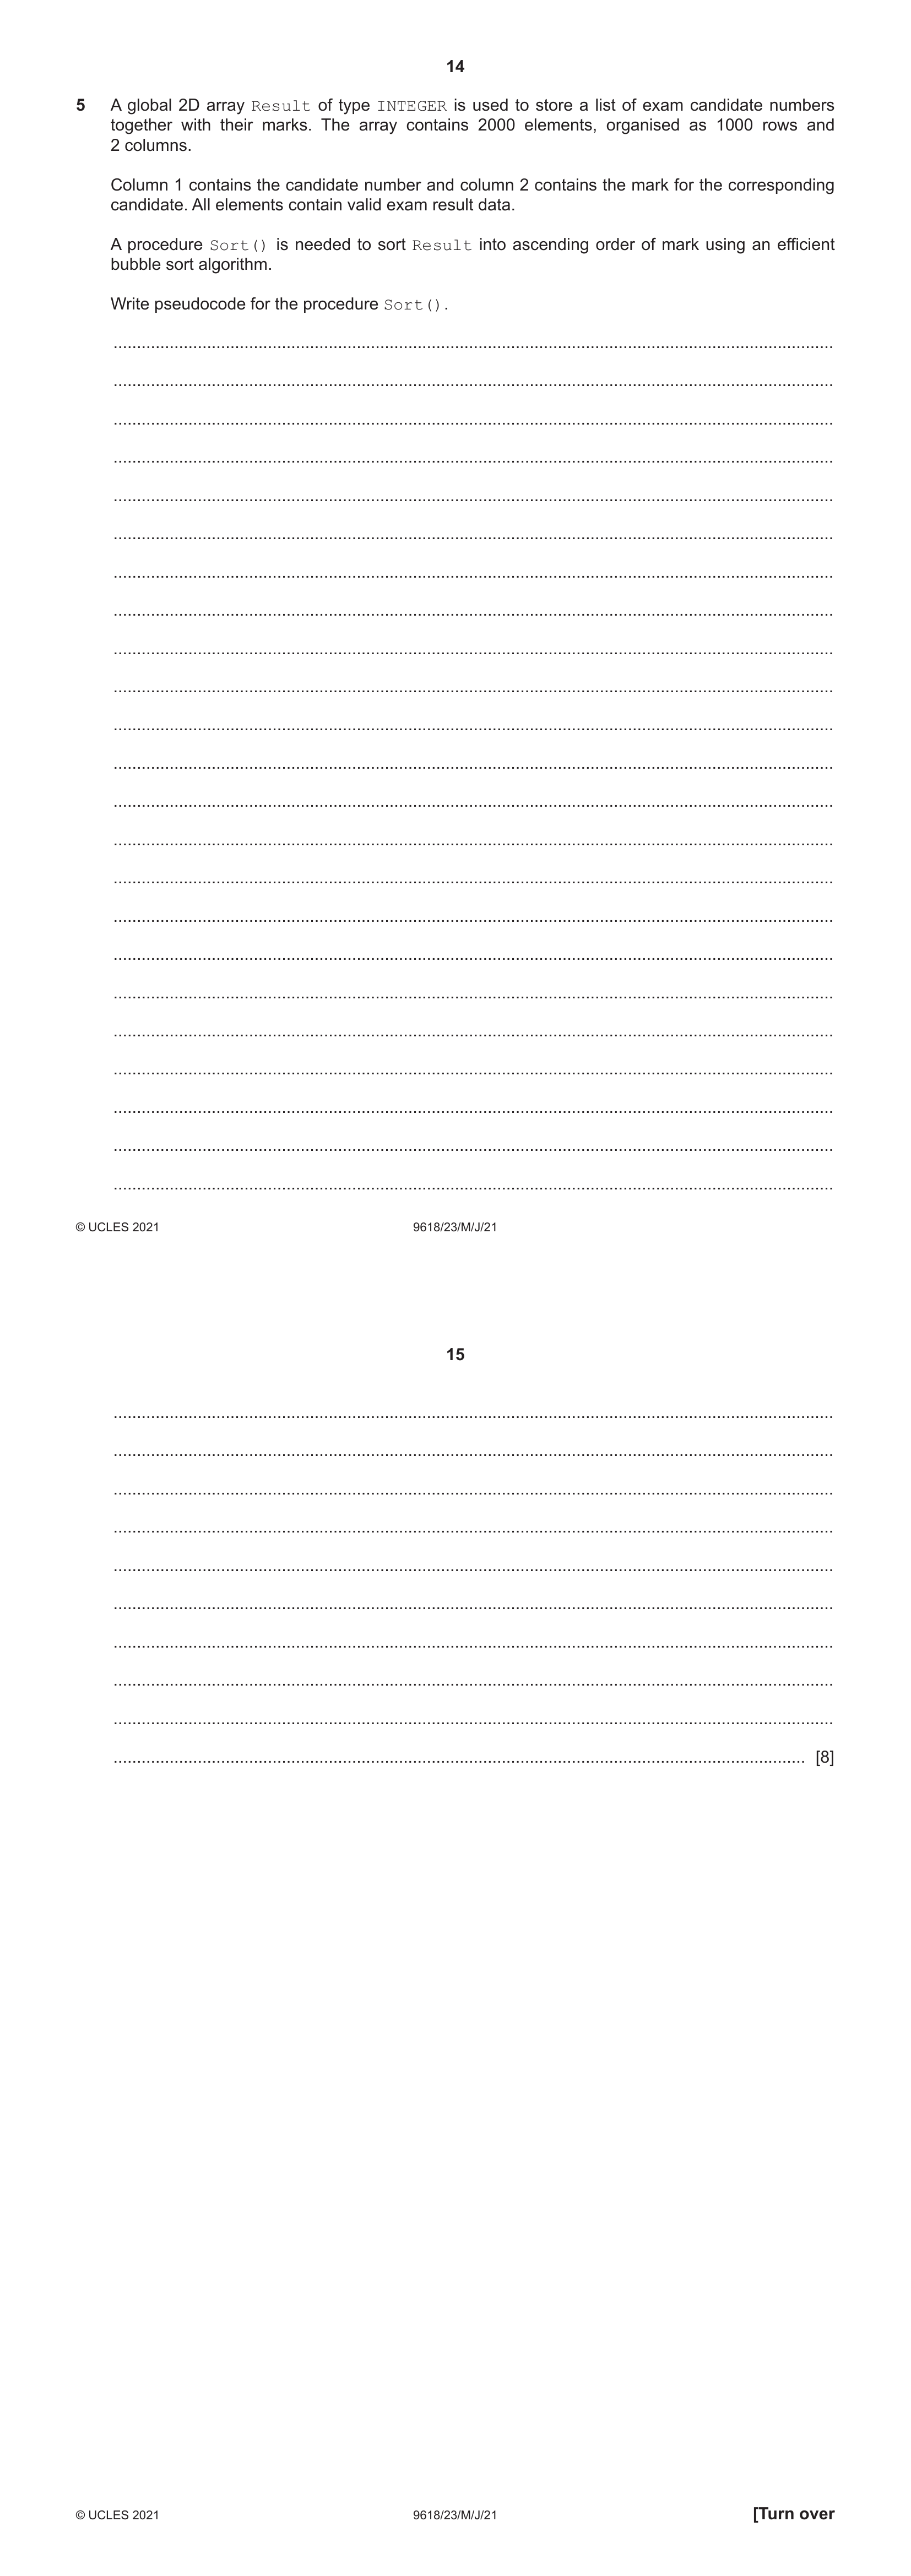 14
5 A global 2D array Result of type INTEGER is used to store a list of exam candidate numbers
together with their marks. The array contains 2000 elements, organised as 1000 rows and
2 columns.
Column 1 contains the candidate number and column 2 contains the mark for the corresponding
candidate. All elements contain valid exam result data.
A procedure Sort() is needed to sort Result into ascending order of mark using an efficient
bubble sort algorithm.
Write pseudocode for the procedure Sort().
© UCLES 2021 9618/23/M/J/21
15
[8]
© UCLES 2021 9618/23/M/J/21 [Turn over